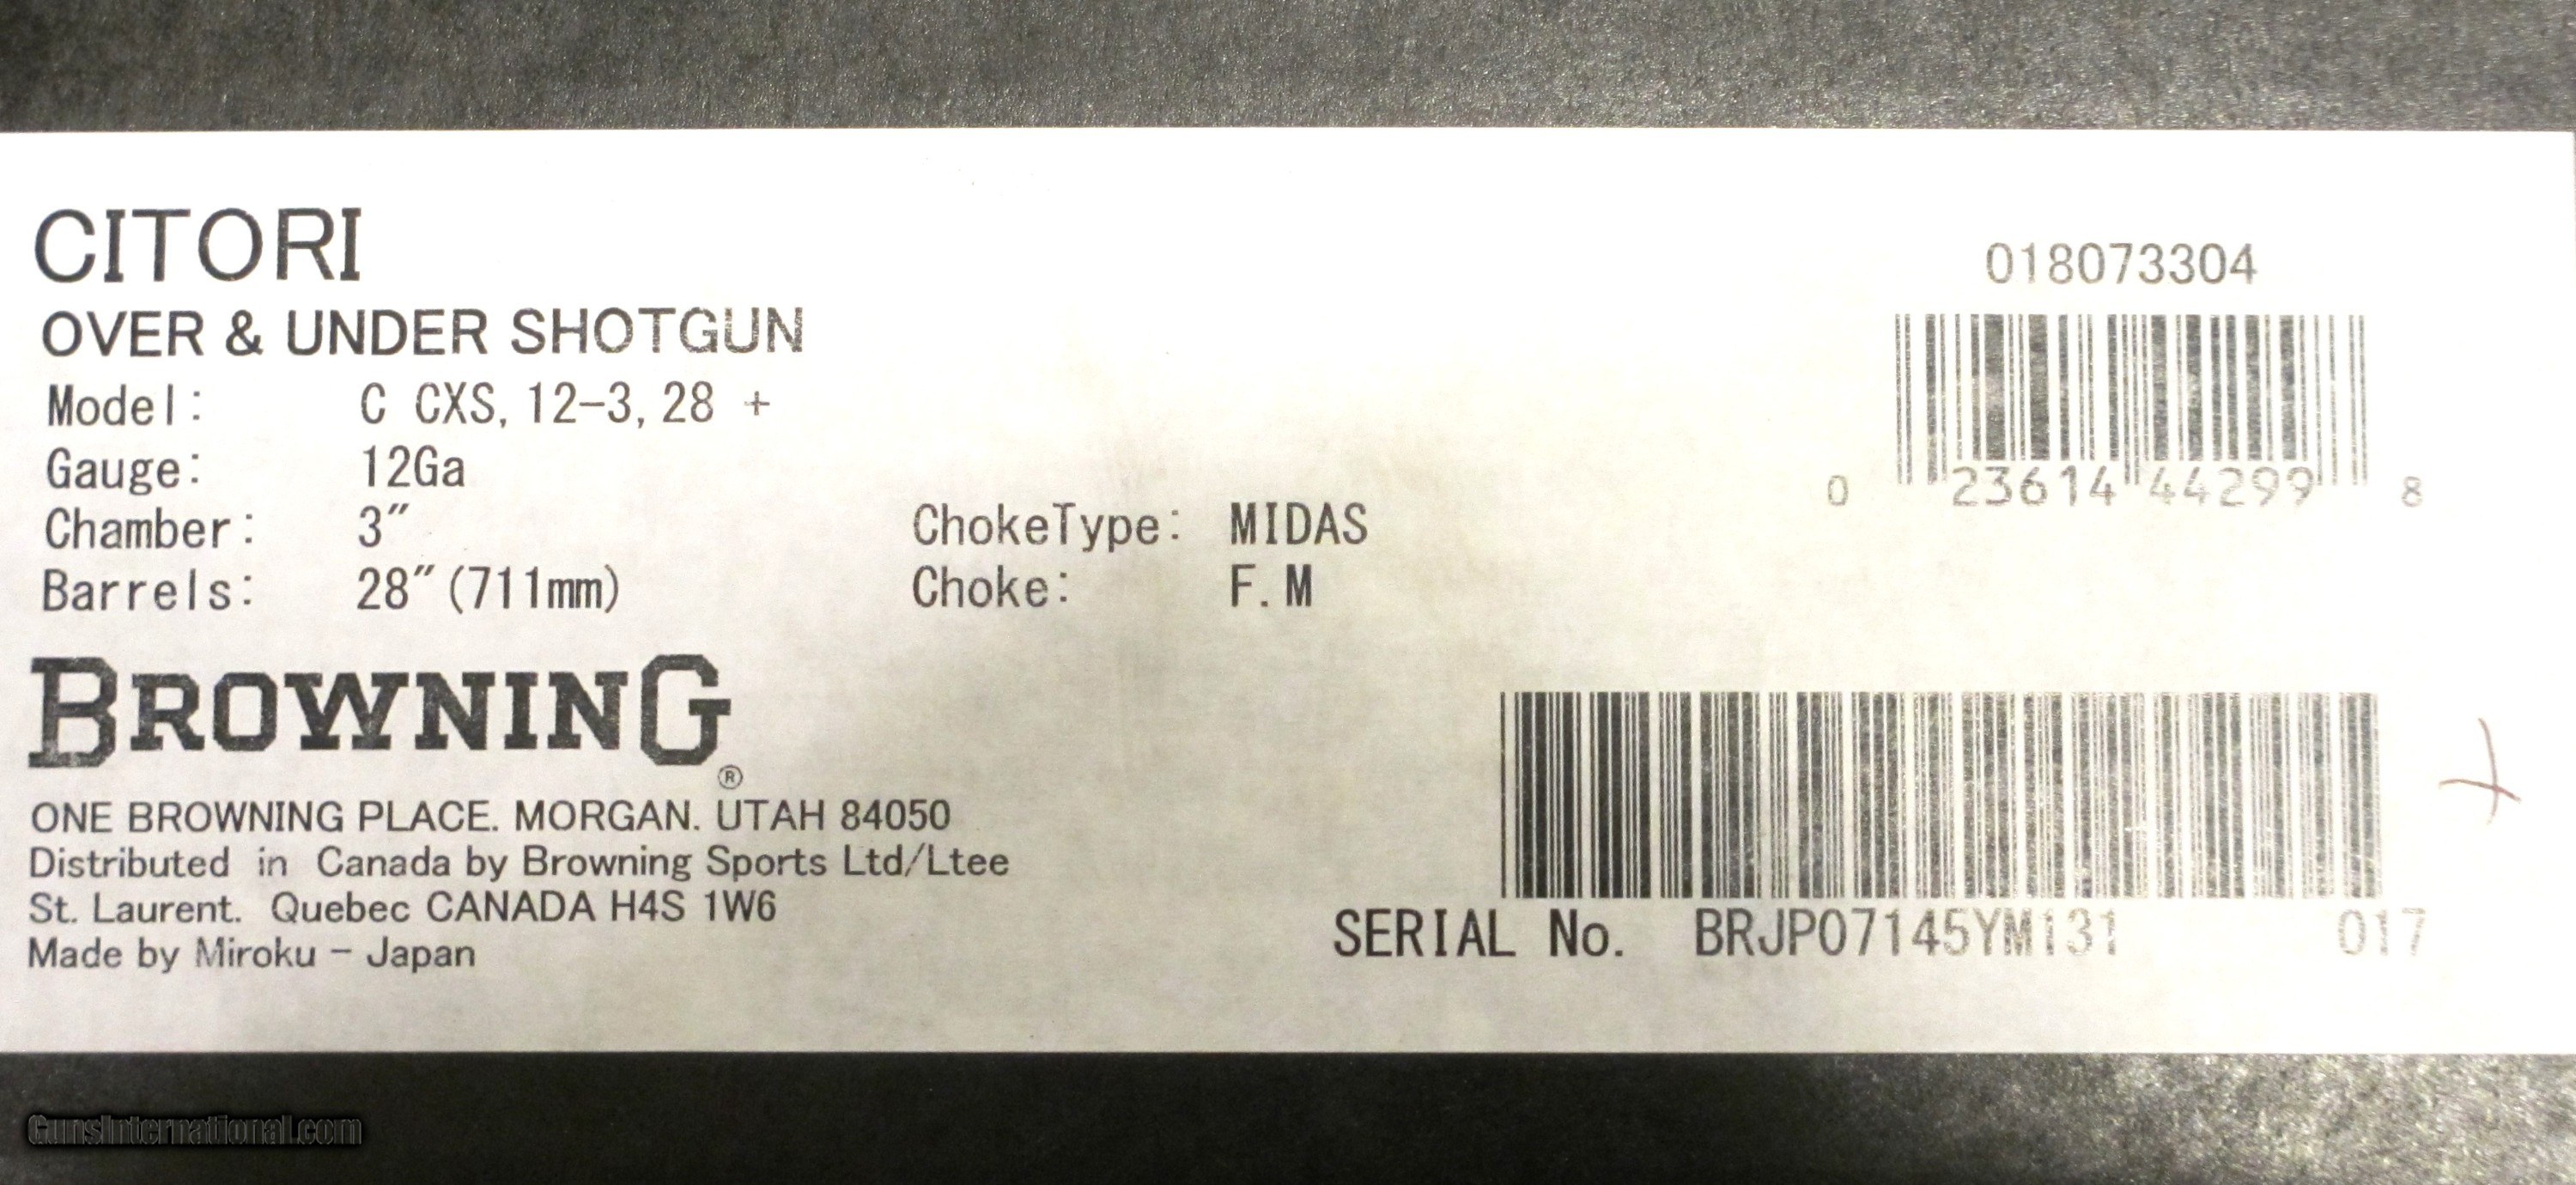 CITORI
OVER & UNDER SHOTGUN
Model: C CXS, 12-3, 28 +
Gauge: 12Ga
Chamber: 3"
Barrels: 28" (711mm)
ChokeType: MIDAS
Choke: F. M
BROWNING®
ONE BROWNING PLACE. MORGAN. UTAH 84050
Distributed in Canada by Browning Sports Ltd/Ltee
St. Laurent. Quebec CANADA H4S 1W6
Made by Miroku - Japan
018073304
0 23614 44299 8
SERIAL No. BRJP07145YM131 017
GunsInternational.com